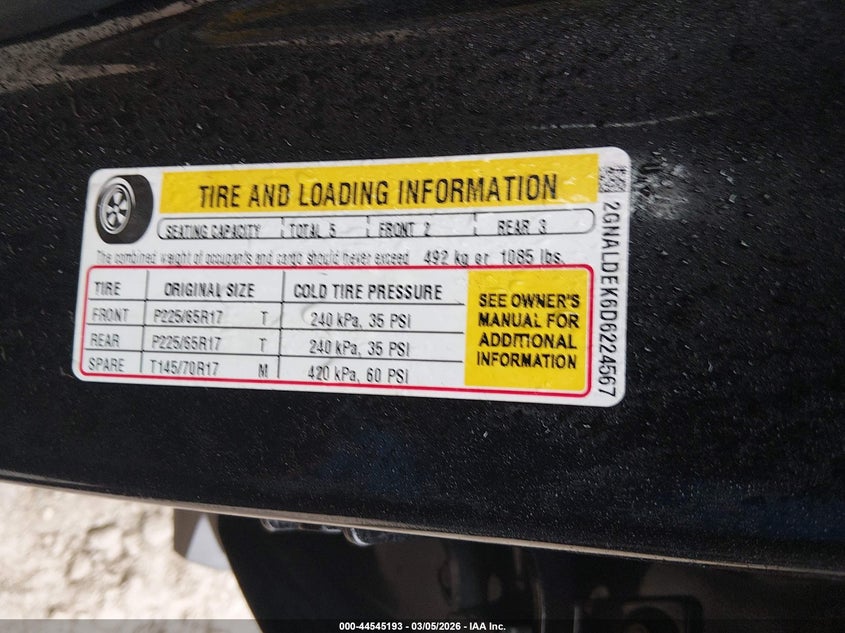 TIRE AND LOADING INFORMATION
SEATING CAPACITY TOTAL 5 FRONT 2 REAR 3
The combined weight of occupants and cargo should never exceed 492 kg or 1085 lbs.
TIRE ORIGINAL SIZE COLD TIRE PRESSURE
FRONT P225/65R17 T 240 kPa, 35 PSI
REAR P225/65R17 T 240 kPa, 35 PSI
SPARE T145/70R17 M 420 kPa, 60 PSI
SEE OWNER'S
MANUAL FOR
ADDITIONAL
INFORMATION
2GNALDEK6D6224567
000-44545193 - 03/05/2026 - IAA Inc.